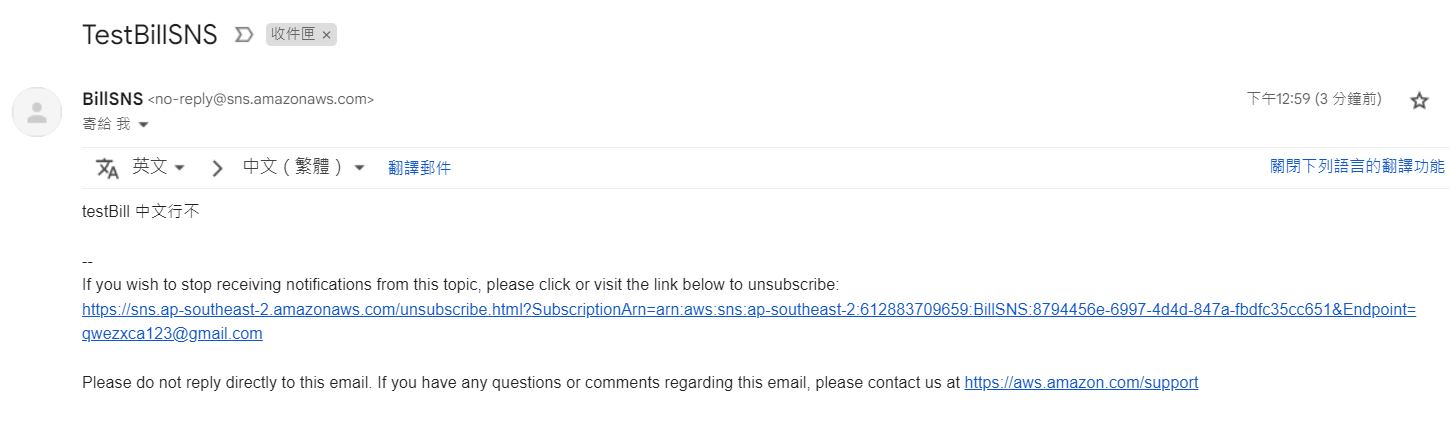 TestBillSNS 收件匣 ×
BillSNS <no-reply@sns.amazonaws.com> 下午12:59 (3 分鐘前)
寄給 我
英文 中文（繁體） 翻譯郵件 關閉下列語言的翻譯功能
testBill 中文行不
--
If you wish to stop receiving notifications from this topic, please click or visit the link below to unsubscribe:
https://sns.ap-southeast-2.amazonaws.com/unsubscribe.html?SubscriptionArn=arn:aws:sns:ap-southeast-2:612883709659:BillSNS:8794456e-6997-4d4d-847a-fbdfc35cc651&Endpoint=
qwezxca123@gmail.com
Please do not reply directly to this email. If you have any questions or comments regarding this email, please contact us at https://aws.amazon.com/support